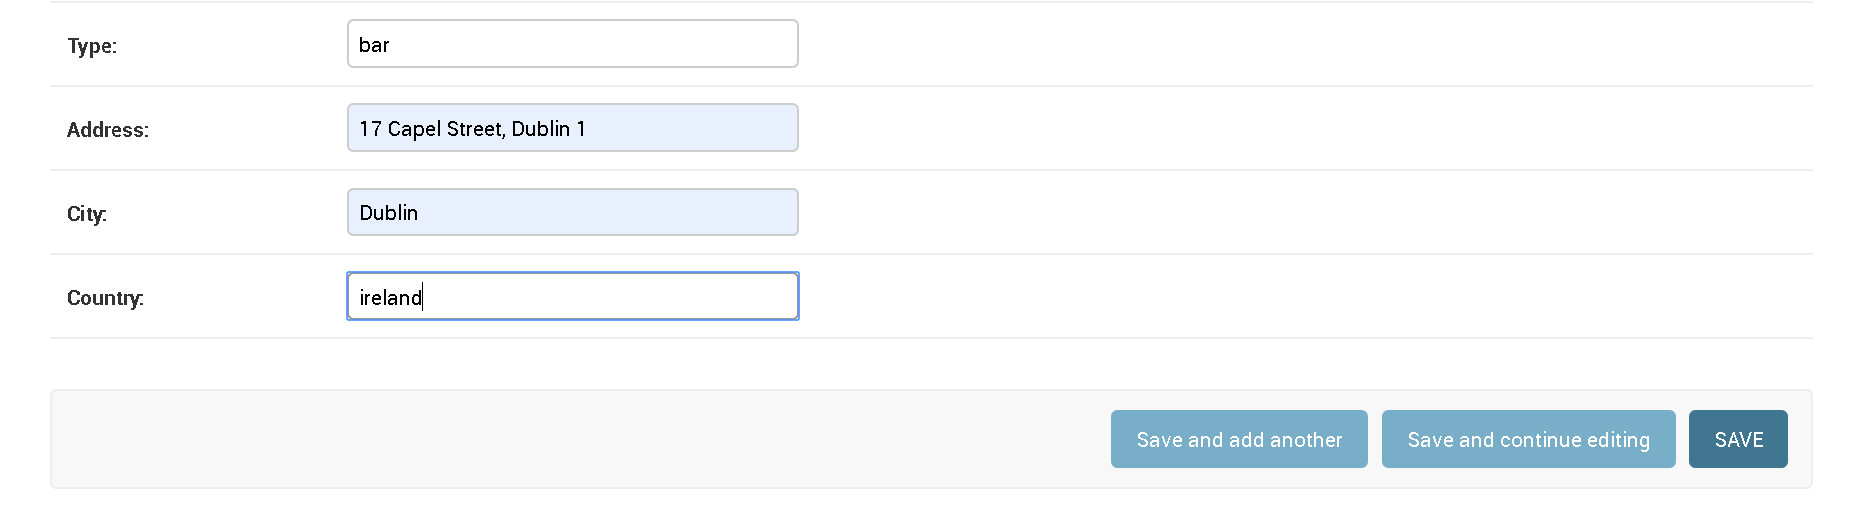 Type: bar
Address: 17 Capel Street, Dublin 1
City: Dublin
Country: ireland
Save and add another Save and continue editing SAVE